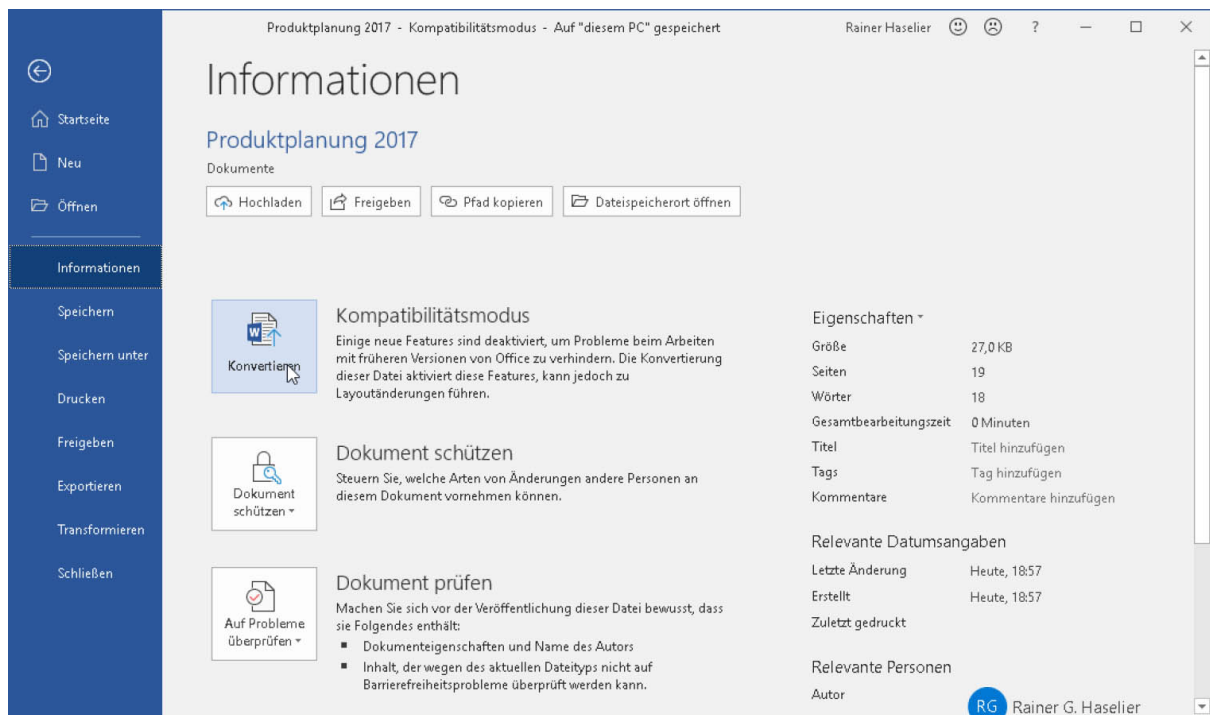 Produktplanung 2017 - Kompatibilitätsmodus - Auf "diesem PC" gespeichert
Rainer Haselier
?
Startseite
Neu
Öffnen
Informationen
Speichern
Speichern unter
Drucken
Freigeben
Exportieren
Transformieren
Schließen
Informationen
Produktplanung 2017
Dokumente
Hochladen
Freigeben
Pfad kopieren
Dateispeicherort öffnen
Konvertieren
Kompatibilitätsmodus
Einige neue Features sind deaktiviert, um Probleme beim Arbeiten
mit früheren Versionen von Office zu verhindern. Die Konvertierung
dieser Datei aktiviert diese Features, kann jedoch zu
Layoutänderungen führen.
Dokument
schützen
Dokument schützen
Steuern Sie, welche Arten von Änderungen andere Personen an
diesem Dokument vornehmen können.
Auf Probleme
überprüfen
Dokument prüfen
Machen Sie sich vor der Veröffentlichung dieser Datei bewusst, dass
sie Folgendes enthält:
Dokumenteigenschaften und Name des Autors
Inhalt, der wegen des aktuellen Dateityps nicht auf
Barrierefreiheitsprobleme überprüft werden kann.
Eigenschaften
Größe 27,0 KB
Seiten 19
Wörter 18
Gesamtbearbeitungszeit 0 Minuten
Titel Titel hinzufügen
Tags Tag hinzufügen
Kommentare Kommentare hinzufügen
Relevante Datumsangaben
Letzte Änderung Heute, 18:57
Erstellt Heute, 18:57
Zuletzt gedruckt
Relevante Personen
Autor
RG Rainer G. Haselier